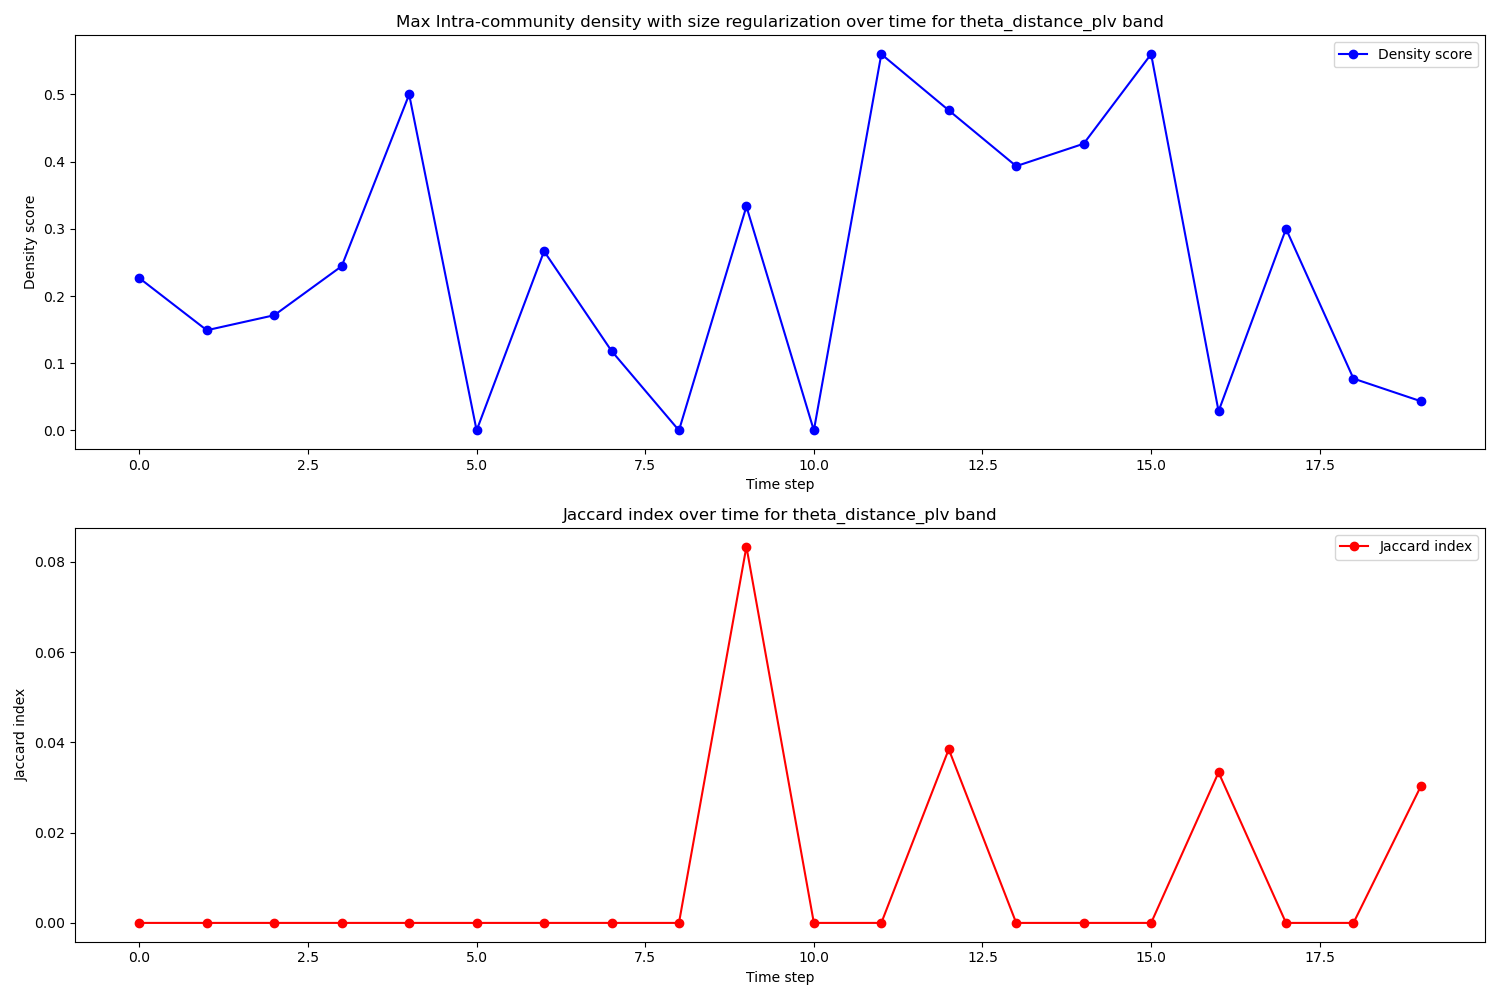 Max Intra-community density with size regularization over time for theta_distance_plv band
Density score
Density score
0.5
0.4
0.3
0.2
0.1
0.0
0.0 2.5 5.0 7.5 10.0 12.5 15.0 17.5
Time step
Jaccard index over time for theta_distance_plv band
Jaccard index
Jaccard index
0.08
0.06
0.04
0.02
0.00
0.0 2.5 5.0 7.5 10.0 12.5 15.0 17.5
Time step